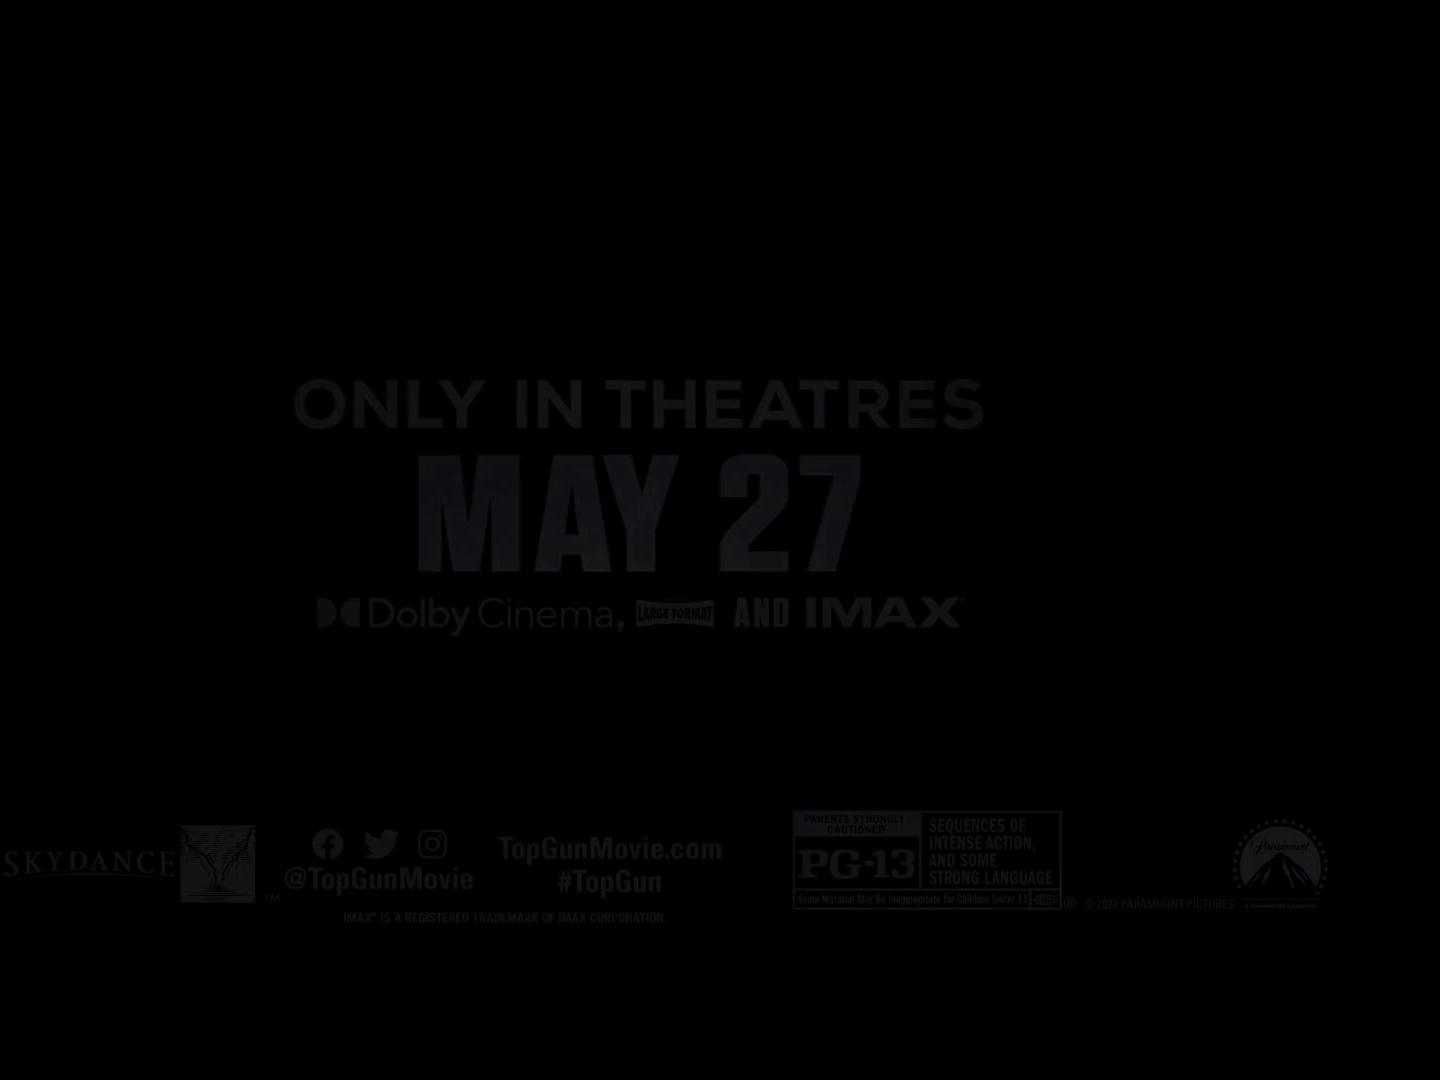 ONLY IN THEATRES
MAY 27
Dolby Cinema, LARGE FORMAT AND IMAX
SKYDANCE
TM
@TopGunMovie
TopGunMovie.com
#TopGun
IMAX® IS A REGISTERED TRADEMARK OF IMAX CORPORATION.
PARENTS STRONGLY CAUTIONED
PG-13
SEQUENCES OF
INTENSE ACTION,
AND SOME
STRONG LANGUAGE
Some Material May Be Inappropriate for Children Under 13
®
© 2022 PARAMOUNT PICTURES
Paramount